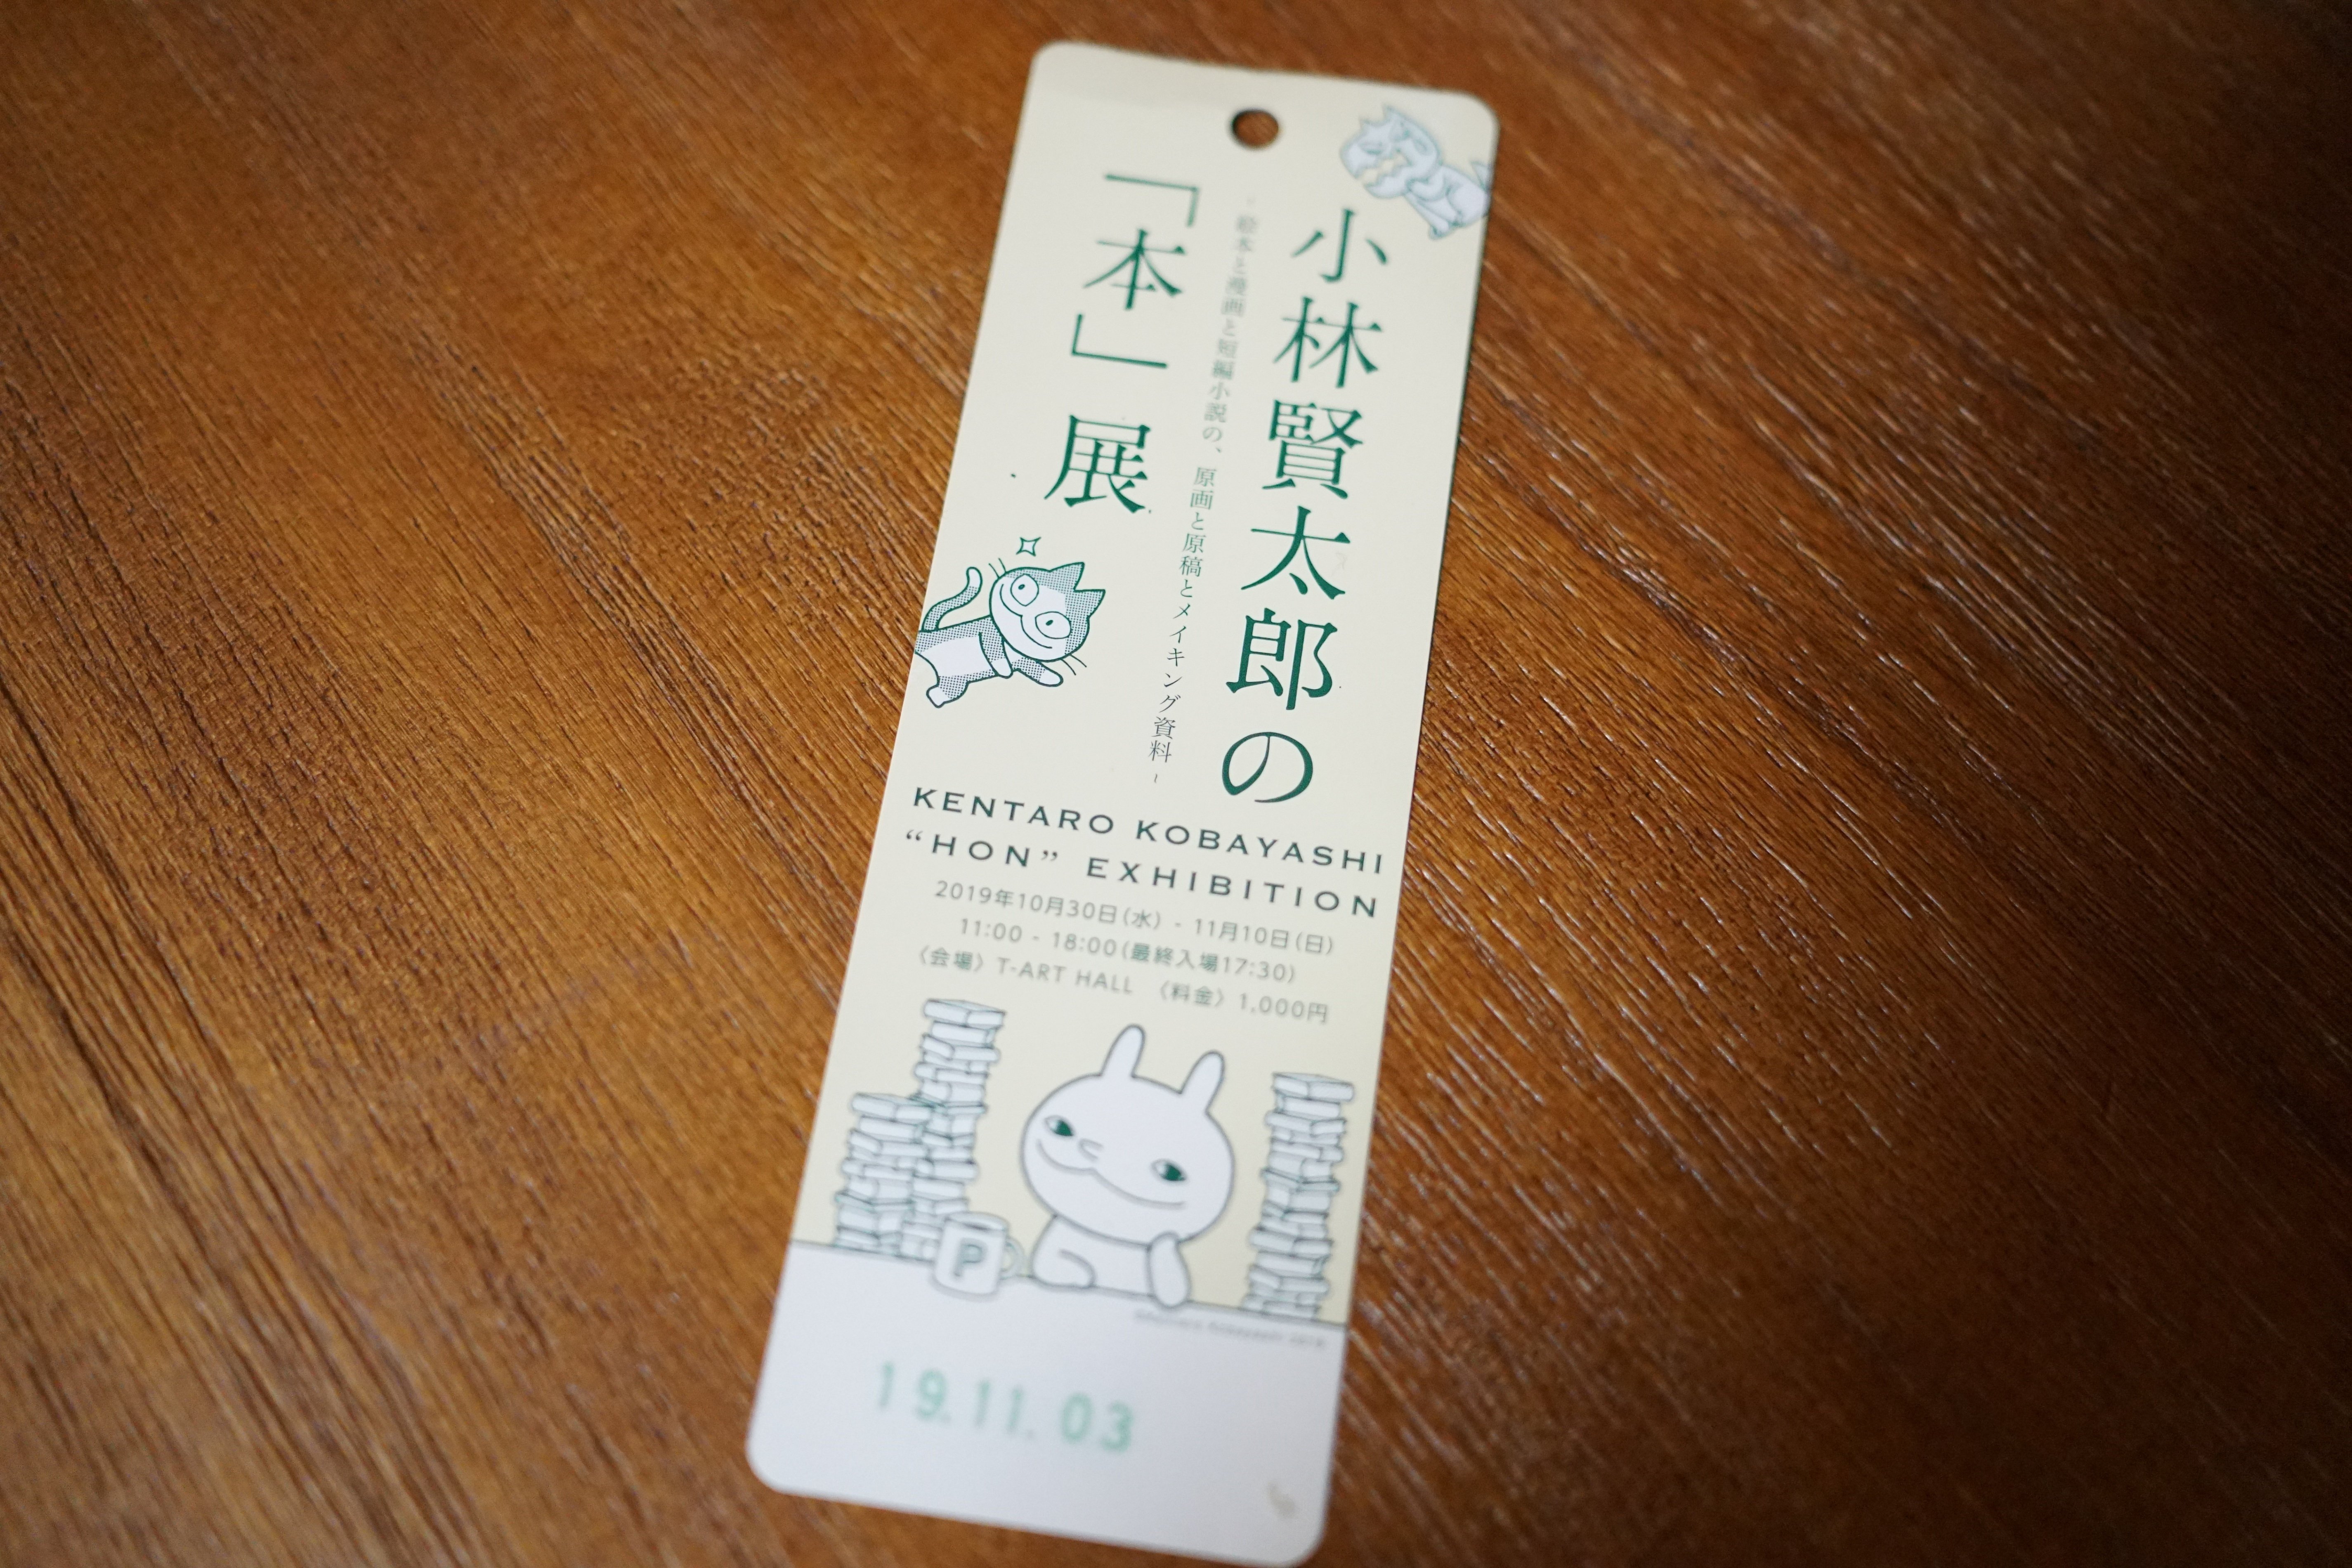 小林賢太郎の
- 絵本と漫画と短編小説の、原画と原稿とメイキング資料 -
「本」展
KENTARO KOBAYASHI
“HON” EXHIBITION
2019年10月30日(水) - 11月10日(日)
11:00 - 18:00(最終入場17:30)
〈会場〉T-ART HALL 〈料金〉1,000円
P
19.11.03